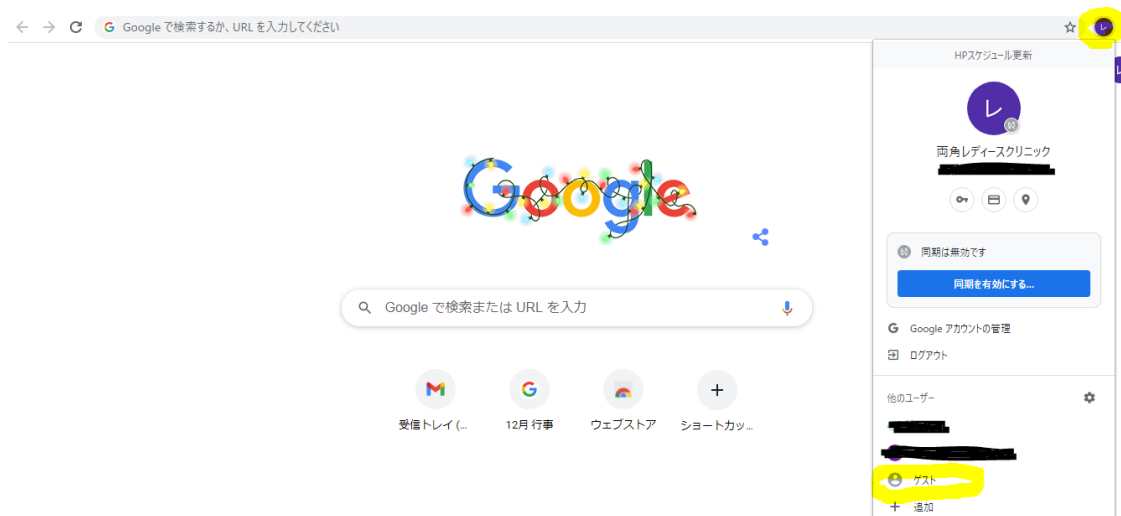 Google で検索するか、URL を入力してください
レ
HPスケジュール更新
レ
両角レディースクリニック
同期は無効です
同期を有効にする...
G Google アカウントの管理
ログアウト
他のユーザー
ゲスト
追加
Google
Google で検索または URL を入力
受信トレイ (...
12月 行事
ウェブストア
ショートカッ...